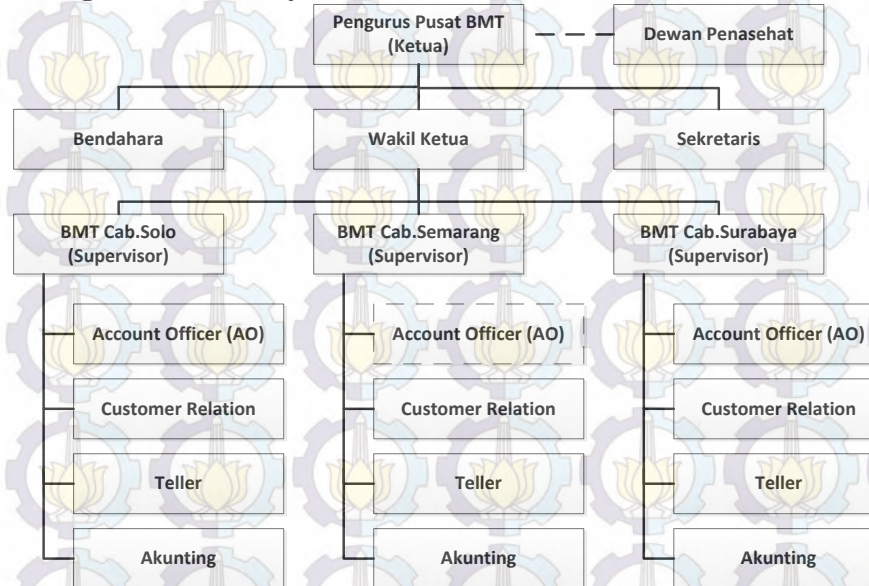 Pengurus Pusat BMT
(Ketua)
Dewan Penasehat
Bendahara
Wakil Ketua
Sekretaris
BMT Cab.Solo
(Supervisor)
BMT Cab.Semarang
(Supervisor)
BMT Cab.Surabaya
(Supervisor)
Account Officer (AO)
Account Officer (AO)
Account Officer (AO)
Customer Relation
Customer Relation
Customer Relation
Teller
Teller
Teller
Akunting
Akunting
Akunting